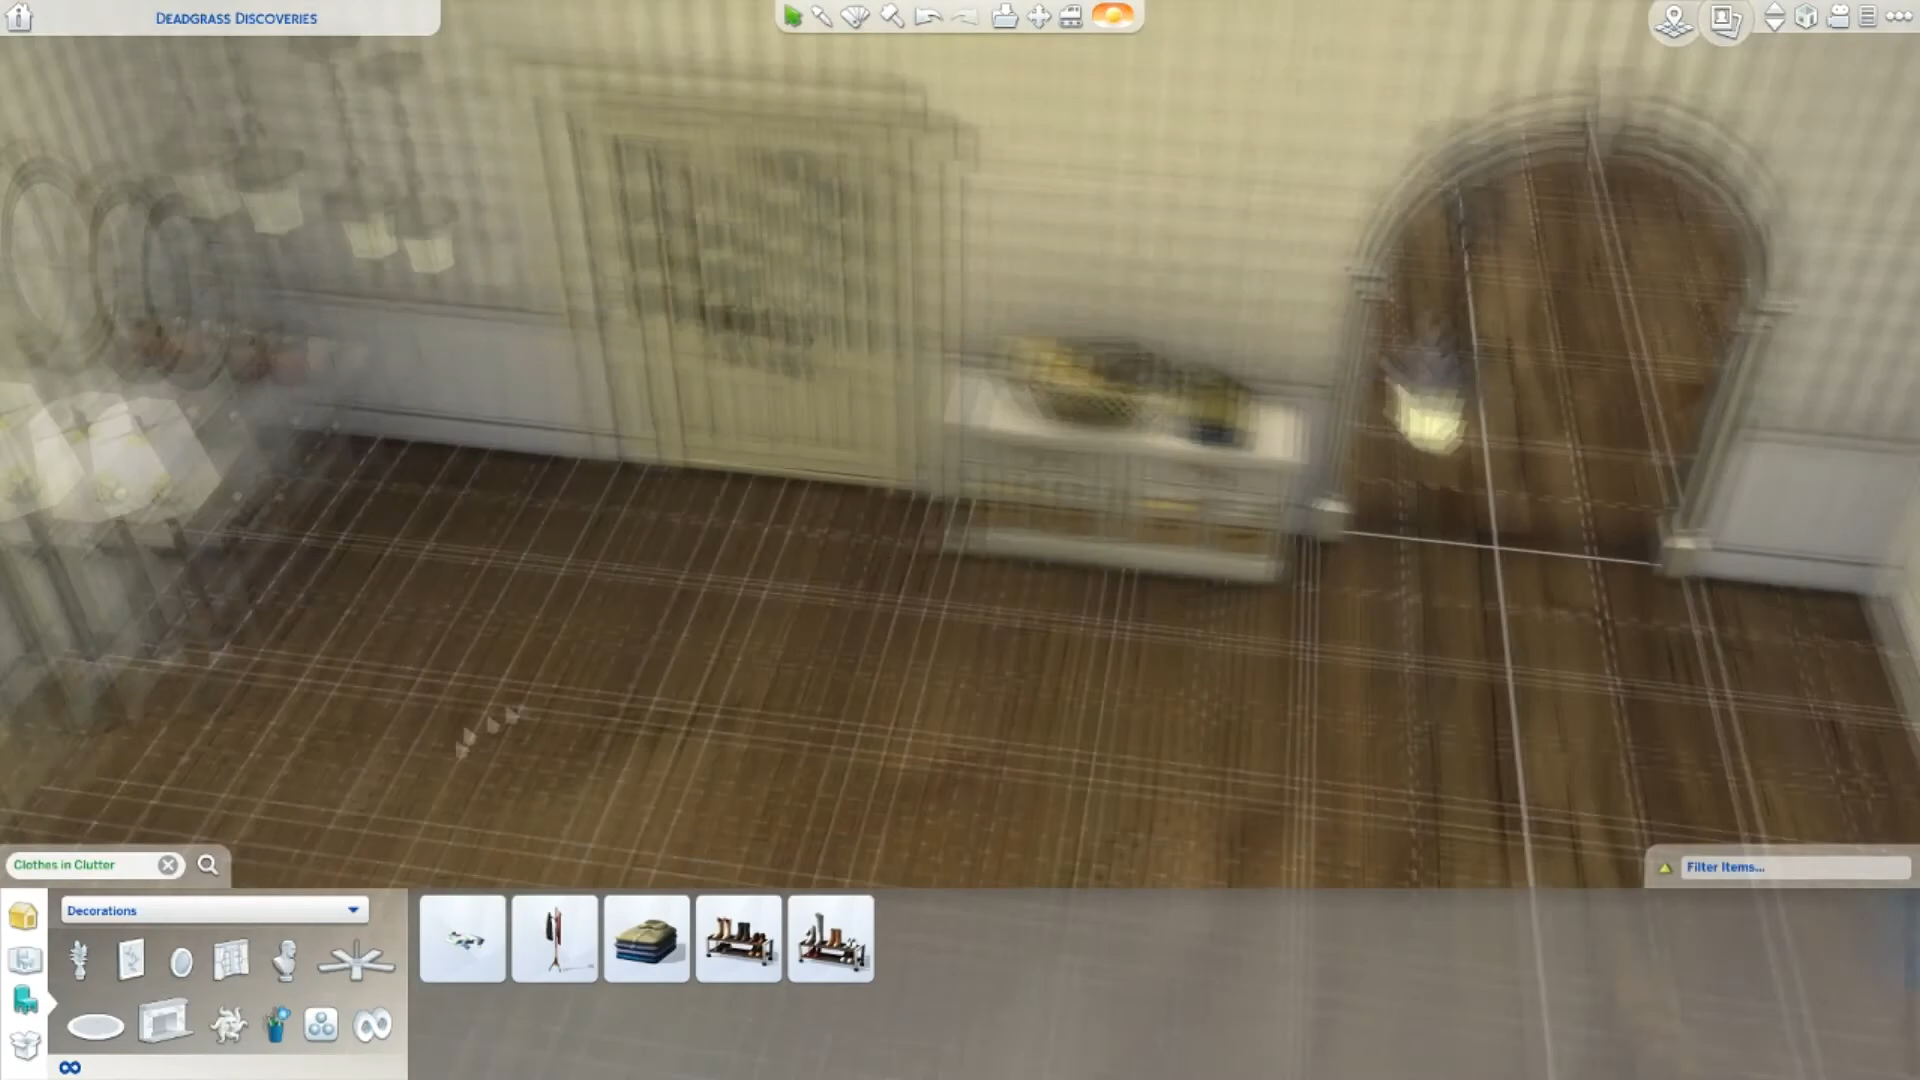 Deadgrass Discoveries
Clothes in Clutter
Filter Items...
Decorations